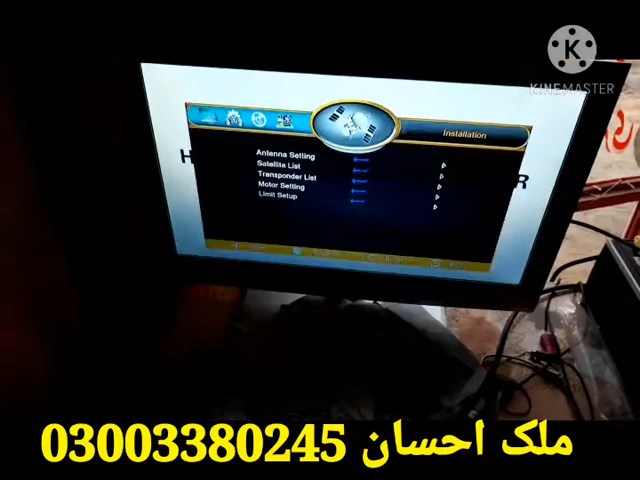 K
KINEMASTER
Installation
H
R
Antenna Setting
Satellite List
Transponder List
Motor Setting
Limit Setup
03003380245 ملک احسان